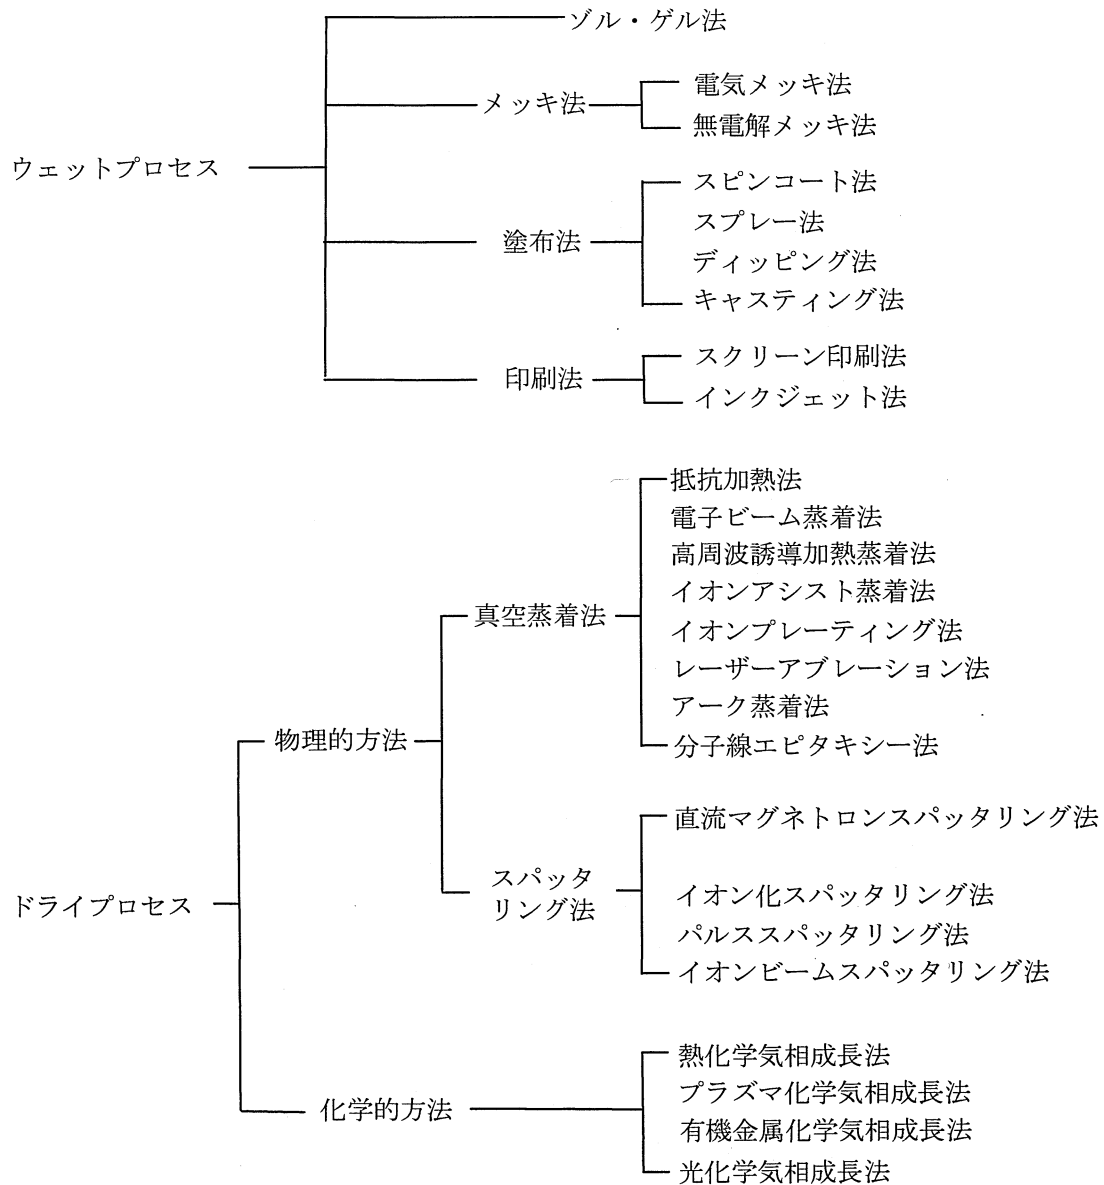 ゾル・ゲル法
メッキ法
電気メッキ法
無電解メッキ法
ウェットプロセス
塗布法
スピンコート法
スプレー法
ディッピング法
キャスティング法
印刷法
スクリーン印刷法
インクジェット法
ドライプロセス
物理的方法
真空蒸着法
抵抗加熱法
電子ビーム蒸着法
高周波誘導加熱蒸着法
イオンアシスト蒸着法
イオンプレーティング法
レーザーアブレーション法
アーク蒸着法
分子線エピタキシー法
スパッタ
リング法
直流マグネトロンスパッタリング法
イオン化スパッタリング法
パルススパッタリング法
イオンビームスパッタリング法
化学的方法
熱化学気相成長法
プラズマ化学気相成長法
有機金属化学気相成長法
光化学気相成長法